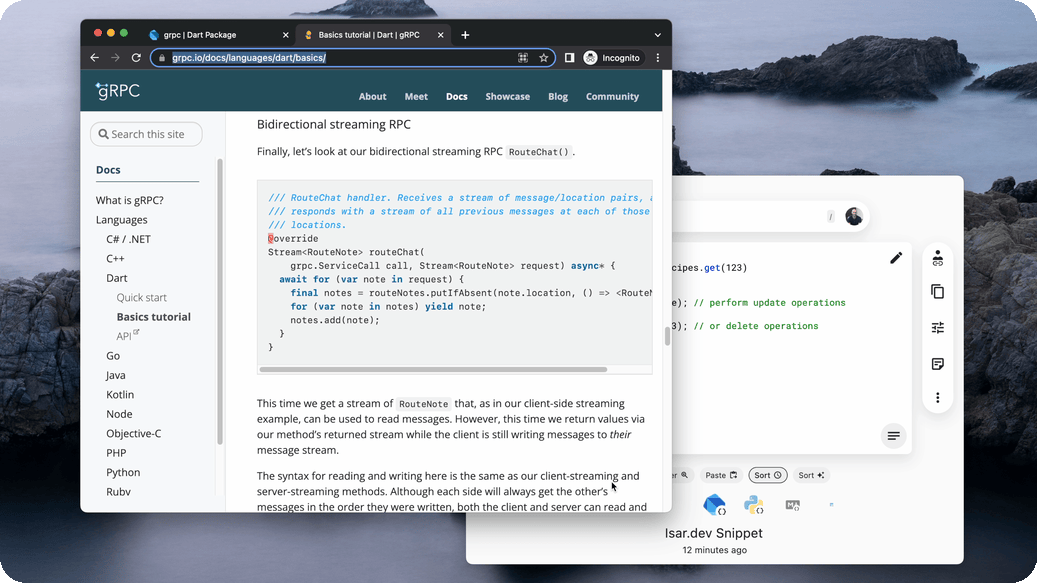 grpc | Dart Package
Basics tutorial | Dart | gRPC
grpc.io/docs/languages/dart/basics/
Incognito
gRPC
About
Meet
Docs
Showcase
Blog
Community
Search this site
Docs
What is gRPC?
Languages
C# / .NET
C++
Dart
Quick start
Basics tutorial
API
Go
Java
Kotlin
Node
Objective-C
PHP
Python
Ruby
Bidirectional streaming RPC
Finally, let's look at our bidirectional streaming RPC RouteChat() .
/// RouteChat handler. Receives a stream of message/location pairs,
/// responds with a stream of all previous messages at each of those
/// locations.
@override
Stream<RouteNote> routeChat(
grpc.ServiceCall call, Stream<RouteNote> request) async* {
await for (var note in request) {
final notes = routeNotes.putIfAbsent(note.location, () => <RouteN
for (var note in notes) yield note;
notes.add(note);
}
}
This time we get a stream of RouteNote that, as in our client-side streaming
example, can be used to read messages. However, this time we return values via
our method's returned stream while the client is still writing messages to their
message stream.
The syntax for reading and writing here is the same as our client-streaming and
server-streaming methods. Although each side will always get the other's
messages in the order they were written, both the client and server can read and
/
cipes.get(123)
e); // perform update operations
3); // or delete operations
er
Paste
Sort
Sort
Isar.dev Snippet
12 minutes ago